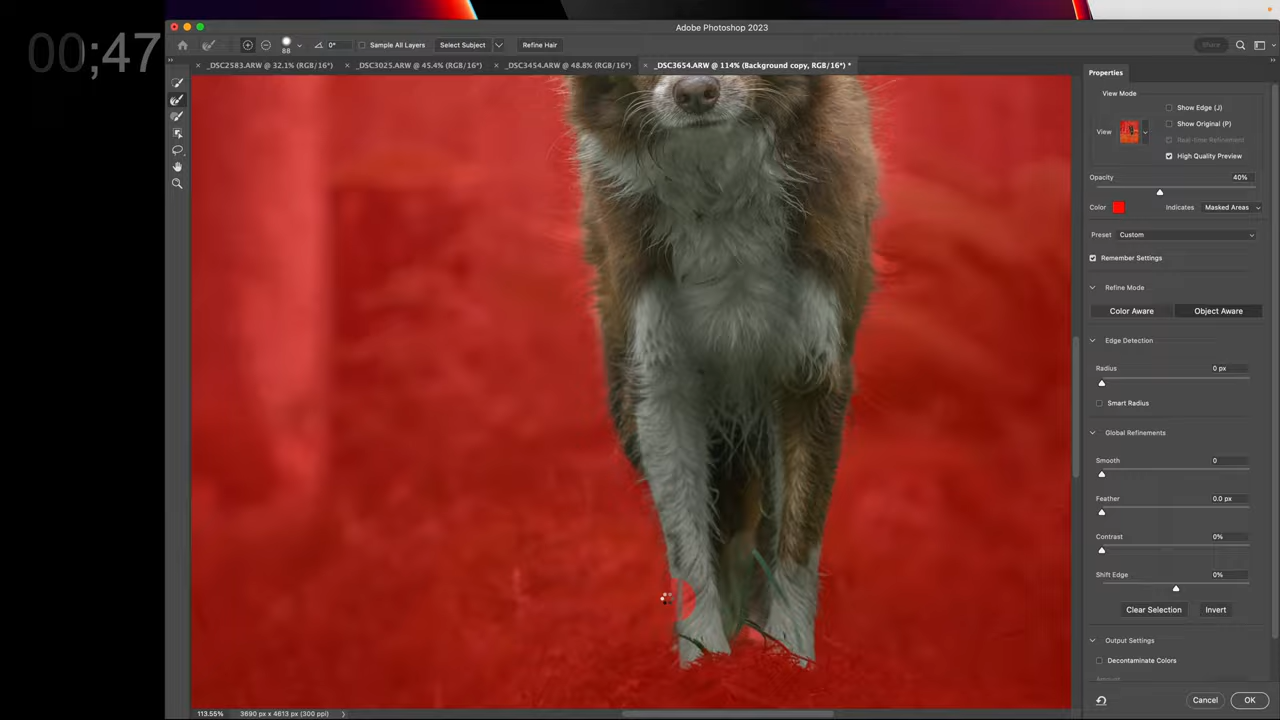 00;47
Adobe Photoshop 2023
88
0°
Sample All Layers
Select Subject
Refine Hair
Share
_DSC2583.ARW @ 32.1% (RGB/16*)
_DSC3025.ARW @ 45.4% (RGB/16*)
_DSC3454.ARW @ 48.8% (RGB/16*)
_DSC3654.ARW @ 114% (Background copy, RGB/16*) *
Properties
View Mode
Show Edge (J)
Show Original (P)
View
Real-time Refinement
High Quality Preview
Opacity
40%
Color
Indicates
Masked Areas
Preset
Custom
Remember Settings
Refine Mode
Color Aware
Object Aware
Edge Detection
Radius
0 px
Smart Radius
Global Refinements
Smooth
0
Feather
0.0 px
Contrast
0%
Shift Edge
0%
Clear Selection
Invert
Output Settings
Decontaminate Colors
Amount
Cancel
OK
113.55%
3690 px x 4613 px (300 ppi)